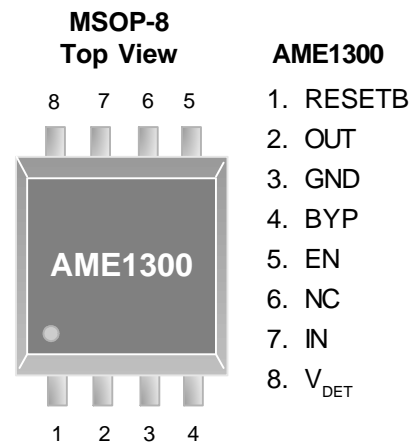 MSOP-8
Top View
8 7 6 5
AME1300
1 2 3 4
AME1300
1. RESETB
2. OUT
3. GND
4. BYP
5. EN
6. NC
7. IN
8. V_DET